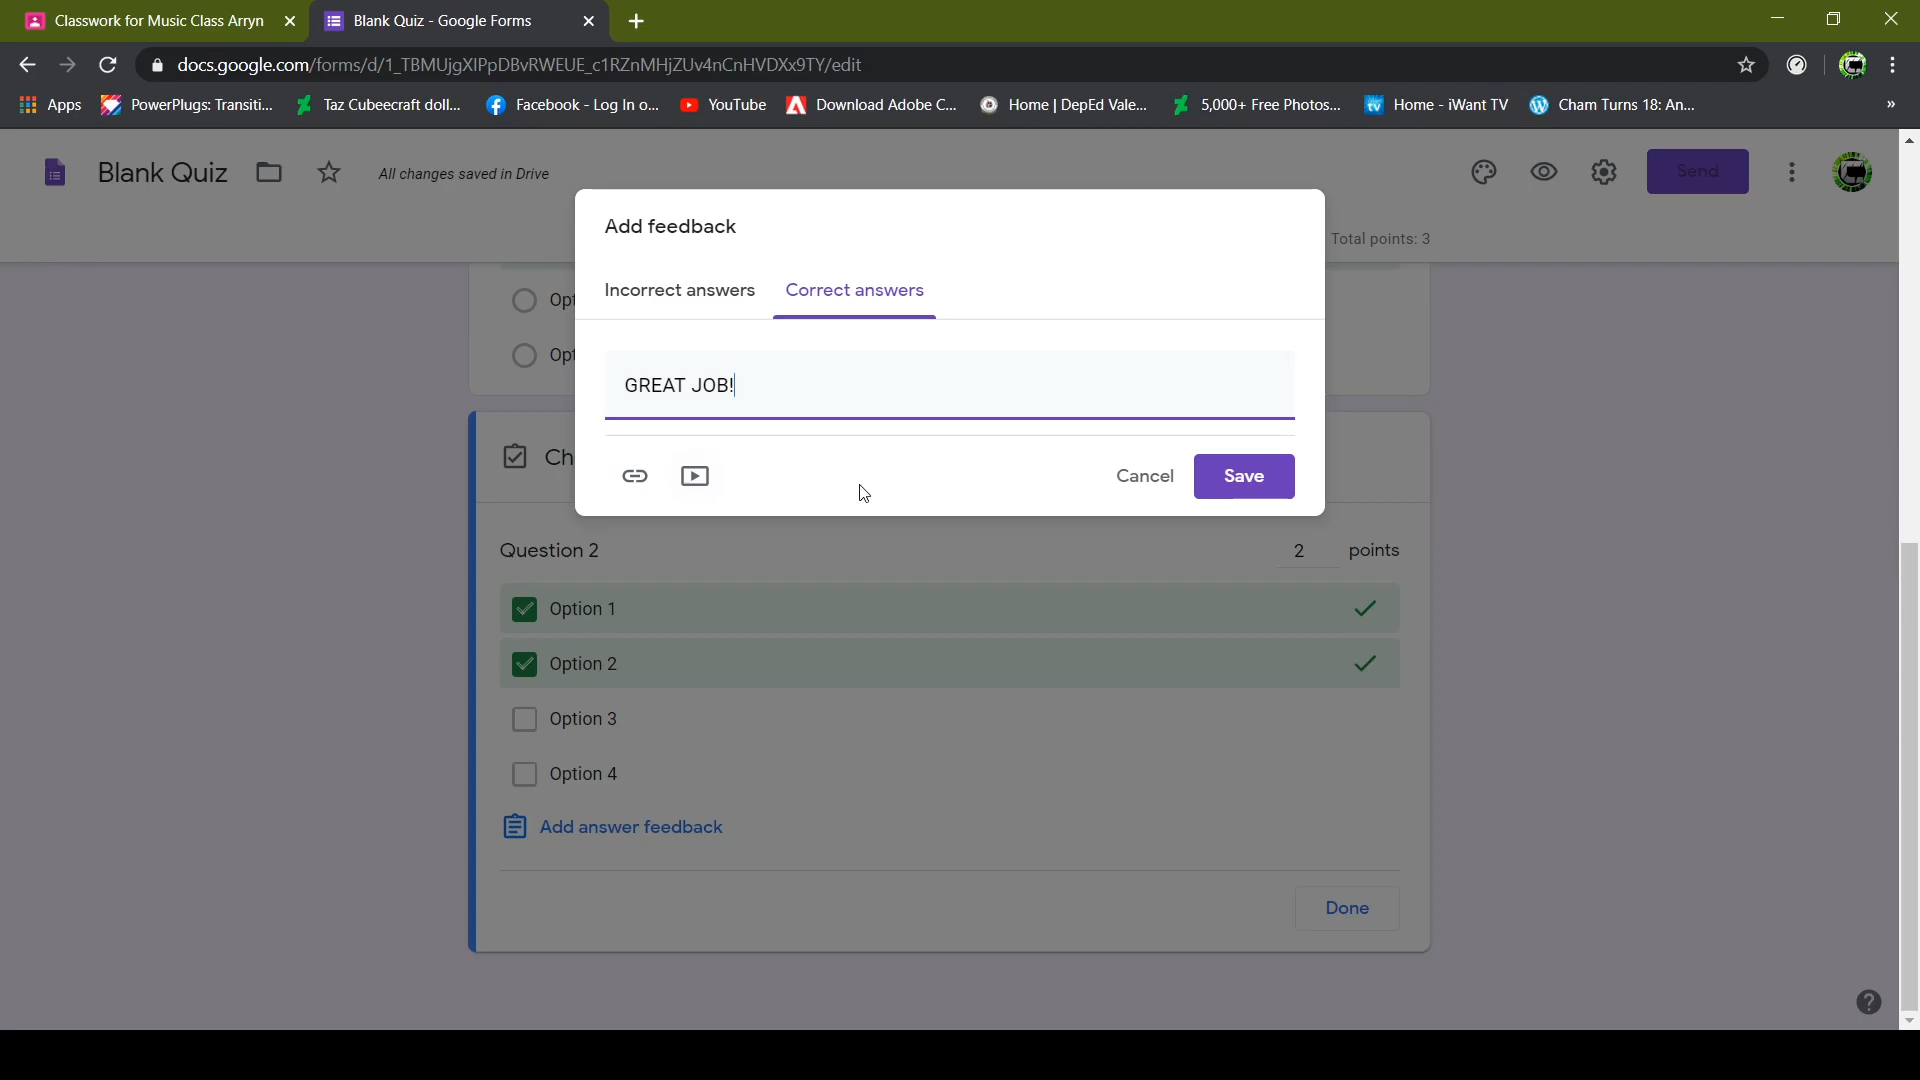 Classwork for Music Class Arryn
Blank Quiz - Google Forms
docs.google.com/forms/d/1_TBMUjgXIPpDBvRWEUE_c1RZnMHjZUv4nCnHVDXx9TY/edit
Apps PowerPlugs: Transiti... Taz Cubeecraft doll... Facebook - Log In o... YouTube Download Adobe C... Home | DepEd Vale... 5,000+ Free Photos... Home - iWant TV Cham Turns 18: An... »
Blank Quiz All changes saved in Drive Send
Total points: 3
Add feedback
Incorrect answers Correct answers
Opt
Opt
GREAT JOB!
Ch
Cancel Save
Question 2 2 points
Option 1
Option 2
Option 3
Option 4
Add answer feedback
Done